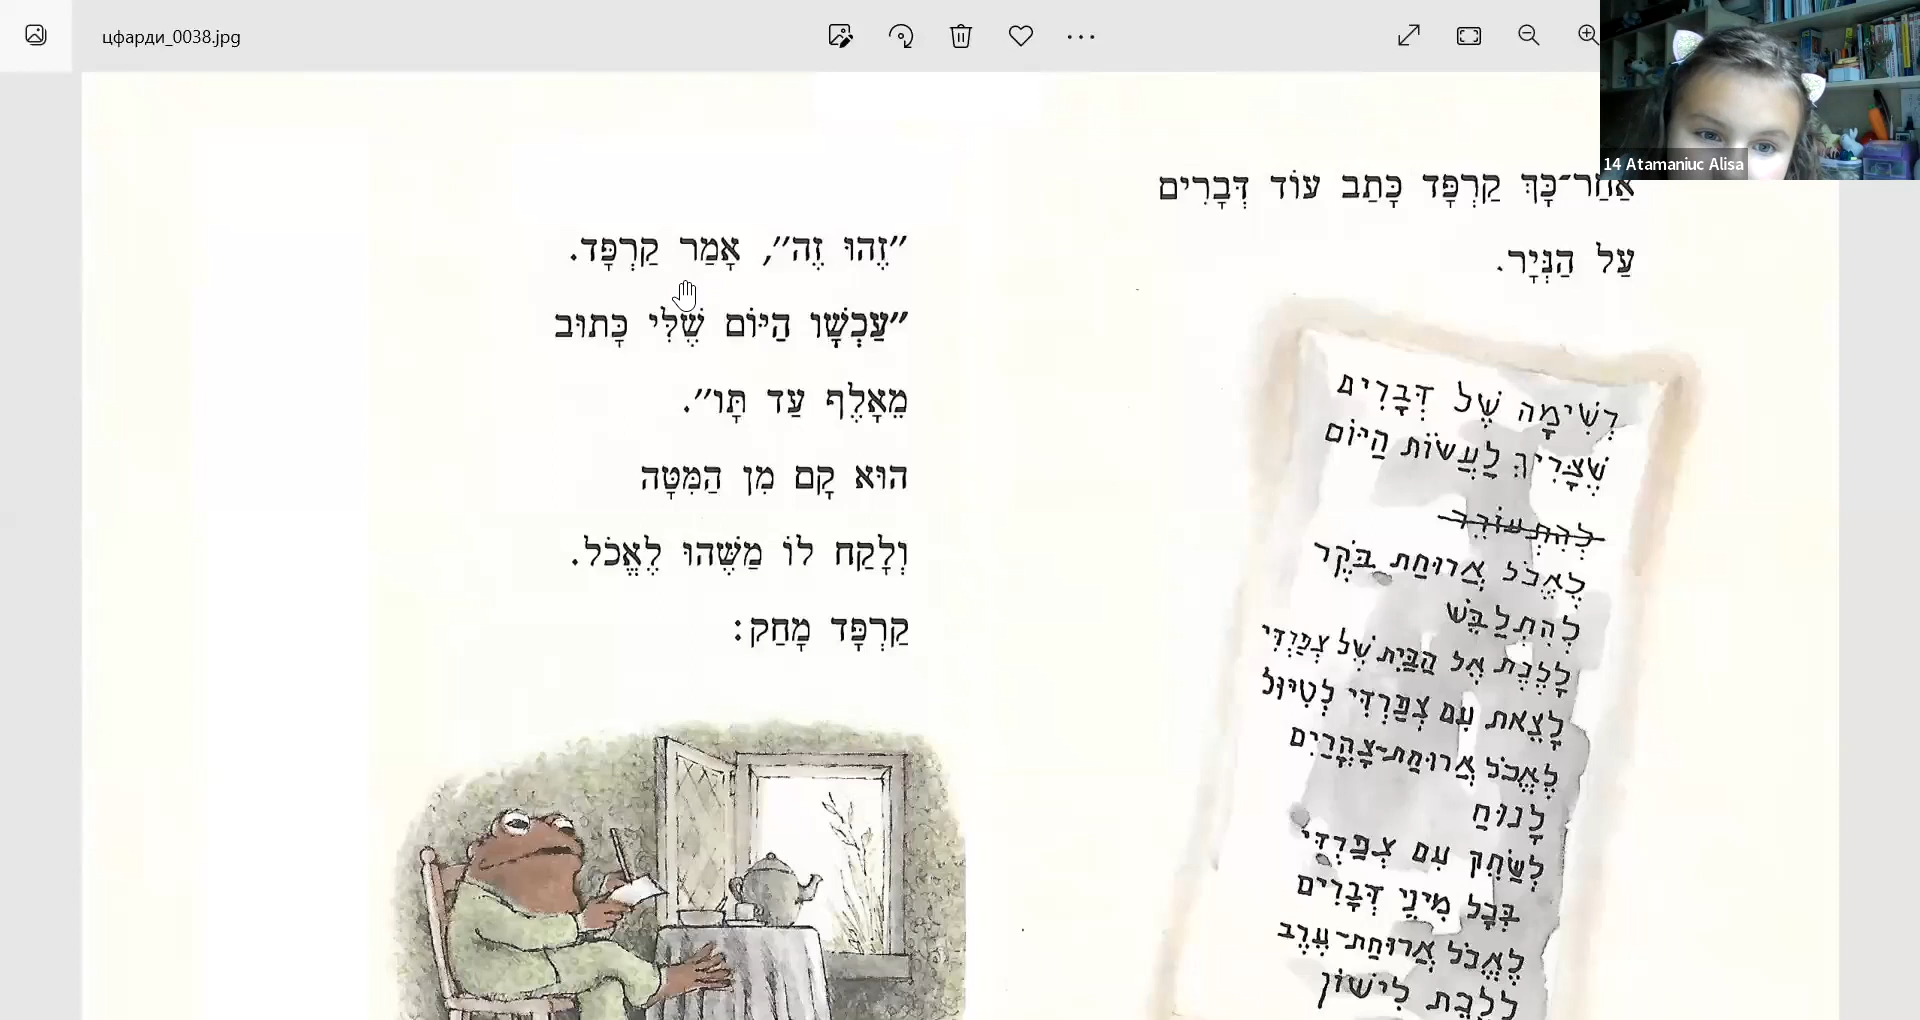 цфарди_0038.jpg
14 Atamaniuc Alisa
אַחַר־כָּךְ קַרְפָּד כָּתַב עוֹד דְּבָרִים
עַל הַנְּיָר.
רְשִׁימָה שֶׁל דְּבָרִים
שֶׁצָּרִיךְ לַעֲשׂוֹת הַיּוֹם
לְהִתְעוֹרֵר
לֶאֱכֹל אֲרוּחַת בֹּקֶר
לְהִתְלַבֵּשׁ
לָלֶכֶת אֶל הַבַּיִת שֶׁל צְפַרְדִּי
לָצֵאת עִם צְפַרְדִּי לְטִיּוּל
לֶאֱכֹל אֲרוּחַת-צָהֳרַיִם
לָנוּחַ
לְשַׂחֵק עִם צְפַרְדִּי
בְּכָל מִינֵי דְּבָרִים
לֶאֱכֹל אֲרוּחַת-עֶרֶב
לָלֶכֶת לִישׁוֹן
"זֶהוּ זֶה", אָמַר קַרְפָּד.
"עַכְשָׁו הַיּוֹם שֶׁלִּי כָּתוּב
מֵאָלֶף עַד תָּו".
הוּא קָם מִן הַמִּטָּה
וְלָקַח לוֹ מַשֶּׁהוּ לֶאֱכֹל.
קַרְפָּד מָחַק: